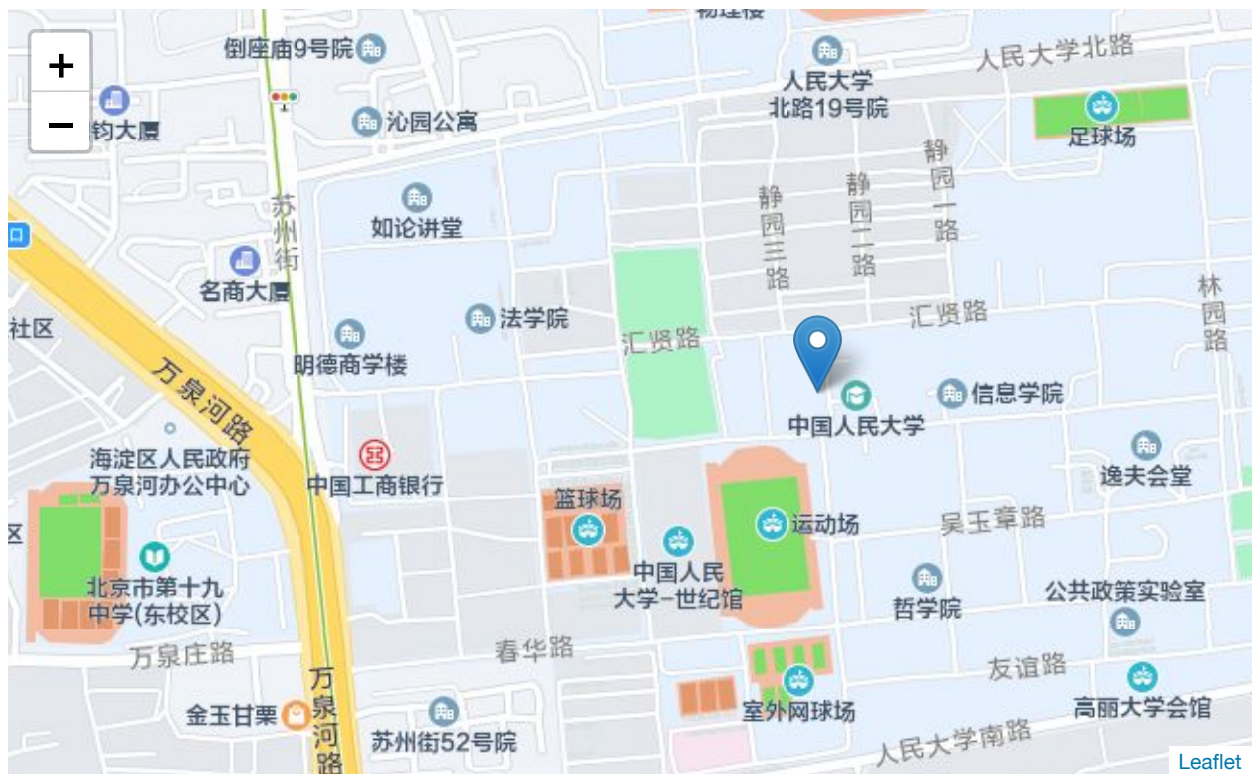 物理楼
倒座庙9号院
人民大学北路
人民大学
北路19号院
+
−
钧大厦
沁园公寓
足球场
静园一路
静园二路
静园三路
苏州街
如论讲堂
口
名商大厦
林园路
社区
法学院
汇贤路
汇贤路
明德商学楼
万泉河路
中国人民大学
信息学院
海淀区人民政府
万泉河办公中心
中国工商银行
逸夫会堂
篮球场
运动场
吴玉章路
区
北京市第十九
中学(东校区)
中国人民
大学-世纪馆
哲学院
公共政策实验室
万泉庄路
春华路
友谊路
万泉河路
金玉甘栗
苏州街52号院
室外网球场
高丽大学会馆
人民大学南路
Leaflet